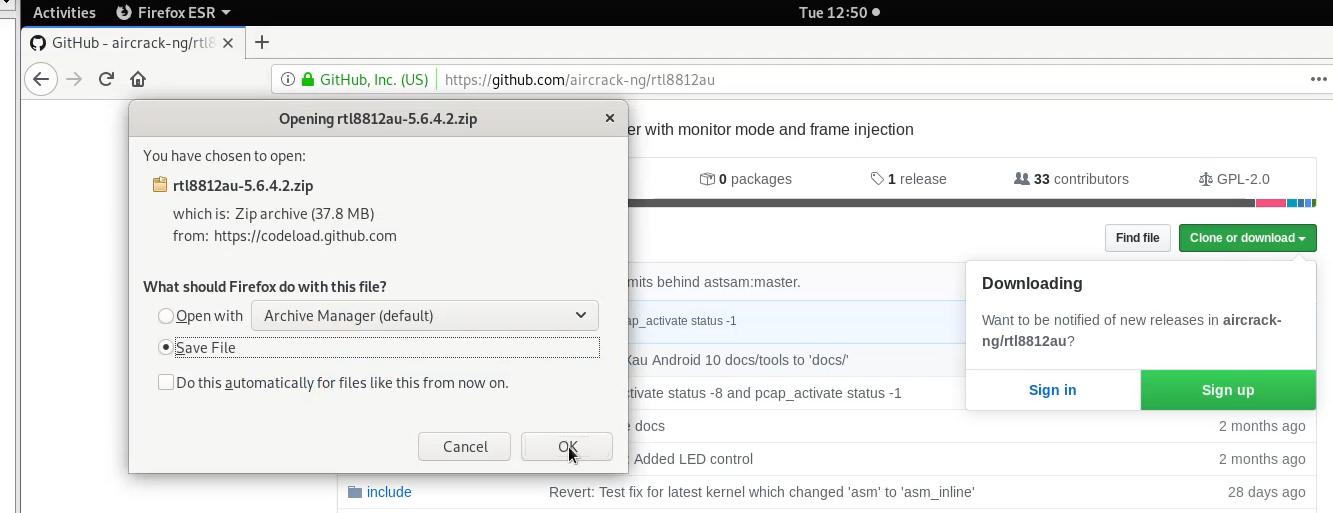 Activities Firefox ESR Tue 12:50
GitHub - aircrack-ng/rtl8
GitHub, Inc. (US) https://github.com/aircrack-ng/rtl8812au
Opening rtl8812au-5.6.4.2.zip
You have chosen to open:
rtl8812au-5.6.4.2.zip
which is: Zip archive (37.8 MB)
from: https://codeload.github.com
What should Firefox do with this file?
Open with Archive Manager (default)
Save File
Do this automatically for files like this from now on.
Cancel OK
er with monitor mode and frame injection
0 packages 1 release 33 contributors GPL-2.0
Find file Clone or download
mits behind astsam:master.
ap_activate status -1
Xau Android 10 docs/tools to 'docs/'
ctivate status -8 and pcap_activate status -1
e docs 2 months ago
: Added LED control 2 months ago
include Revert: Test fix for latest kernel which changed 'asm' to 'asm_inline' 28 days ago
Downloading
Want to be notified of new releases in aircrack-
ng/rtl8812au?
Sign in Sign up